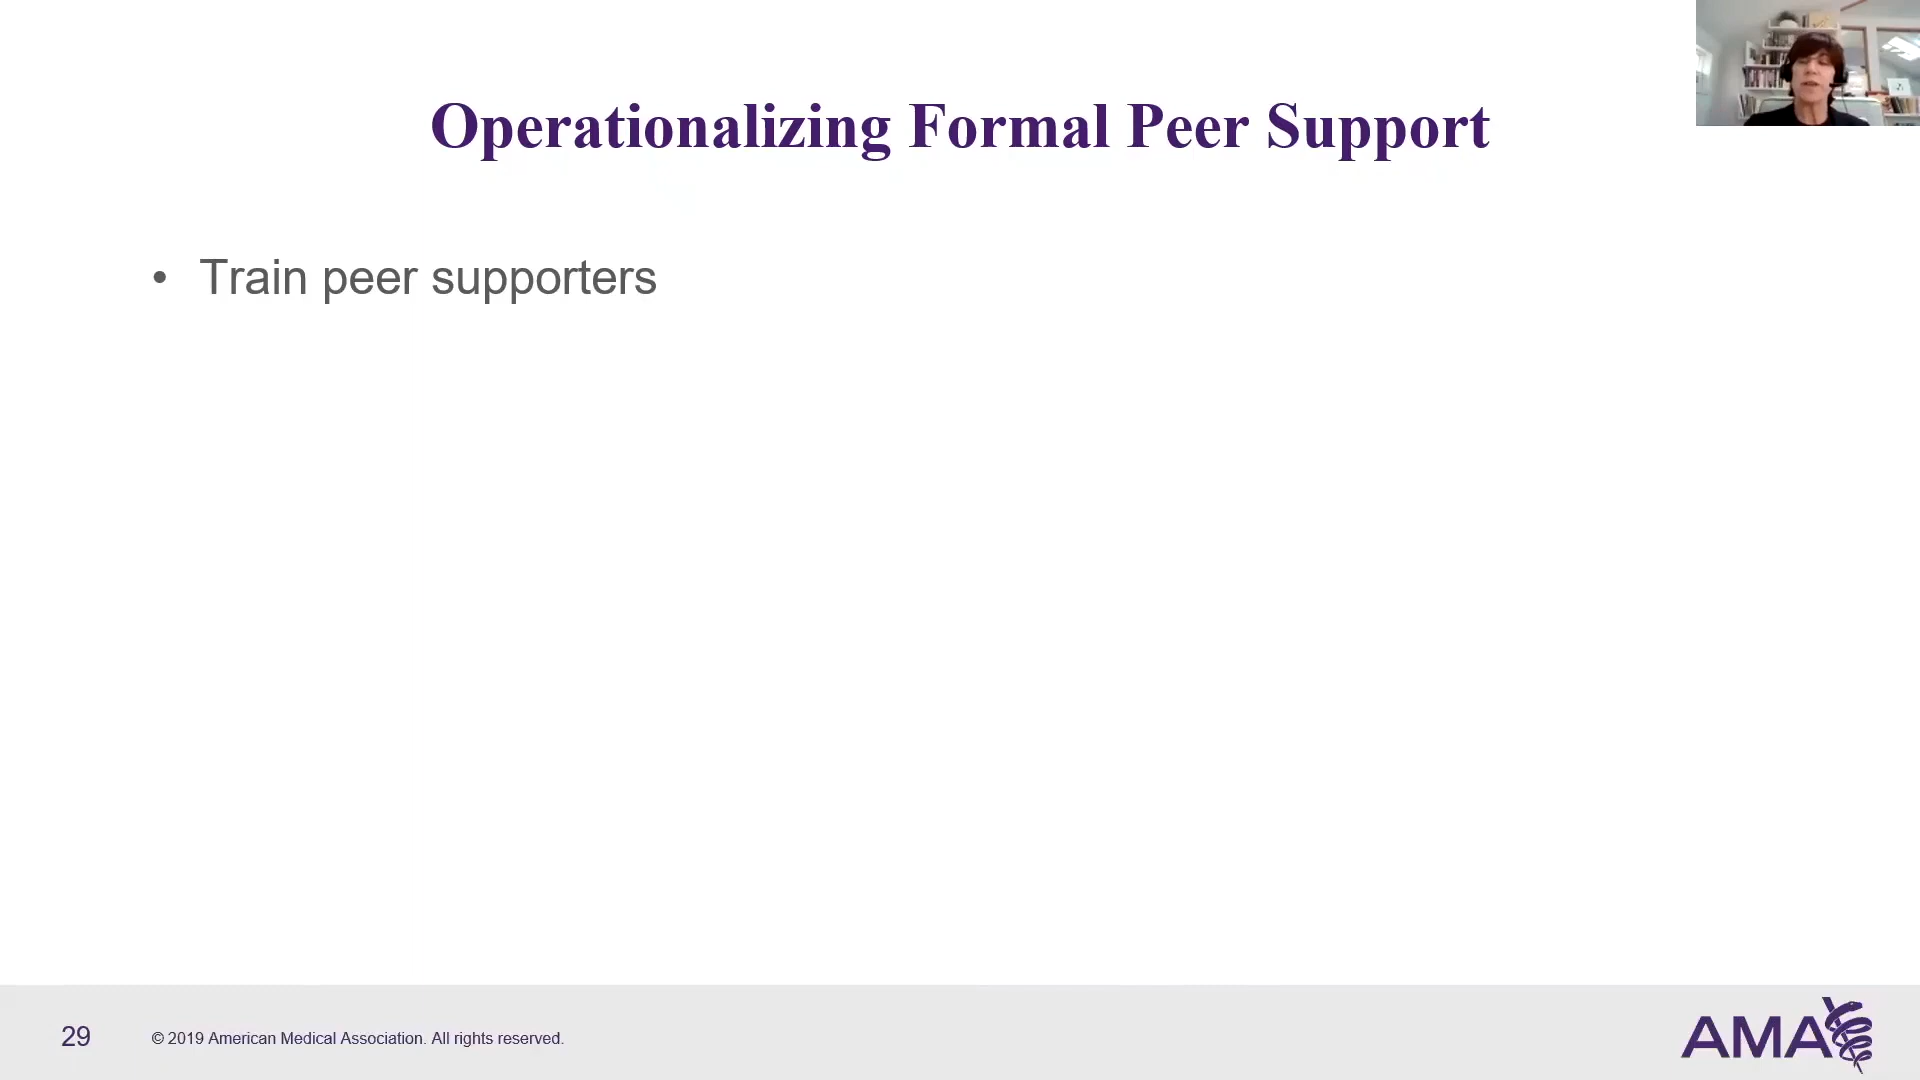 Operationalizing Formal Peer Support
• Train peer supporters
29
© 2019 American Medical Association. All rights reserved.
AMA